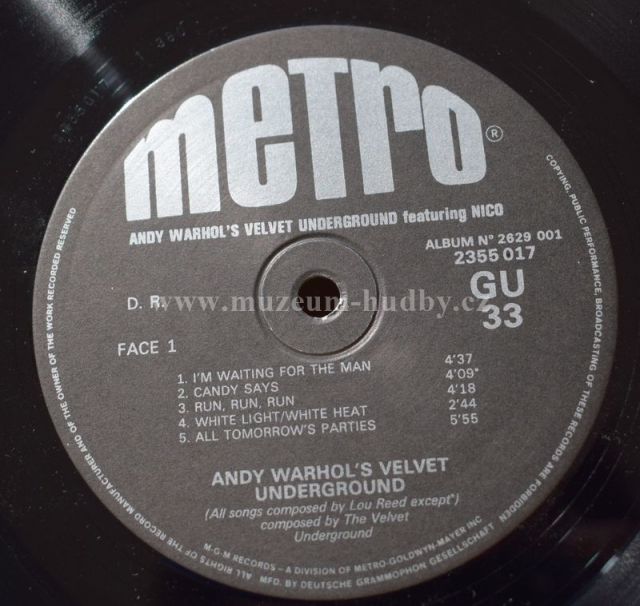 metro®
ANDY WARHOL'S VELVET UNDERGROUND featuring NICO
ALBUM N° 2629 001
2355 017
GU
33
D. R.
www.muzeum-hudby.cz
FACE 1
1. I'M WAITING FOR THE MAN 4'37
2. CANDY SAYS 4'09*
3. RUN, RUN, RUN 4'18
4. WHITE LIGHT/WHITE HEAT 2'44
5. ALL TOMORROW'S PARTIES 5'55
ANDY WARHOL'S VELVET
UNDERGROUND
(All songs composed by Lou Reed except*)
composed by The Velvet
Underground
ALL RIGHTS OF THE RECORD MANUFACTURER AND OF THE OWNER OF THE WORK RECORDED RESERVED
COPYING, PUBLIC PERFORMANCE, BROADCASTING OF THESE RECORDS ARE FORBIDDEN
M-G-M RECORDS - A DIVISION OF METRO-GOLDWYN-MAYER INC
MFD. BY DEUTSCHE GRAMMOPHON GESELLSCHAFT